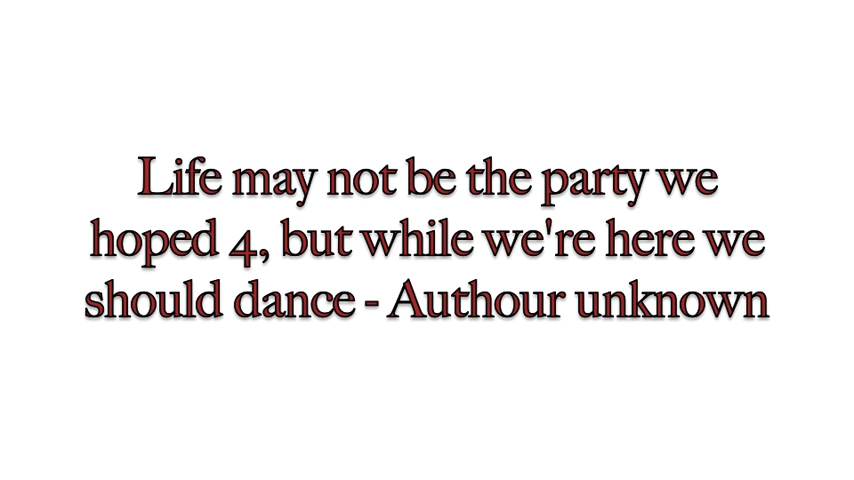 Life may not be the party we
hoped 4, but while we're here we
should dance - Authour unknown